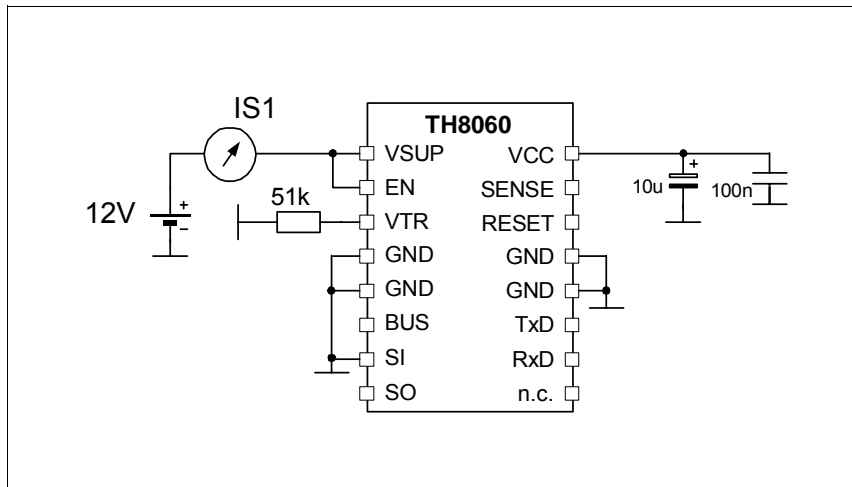 IS1
12V
+
−
51k
TH8060
VSUP
EN
VTR
GND
GND
BUS
SI
SO
VCC
SENSE
RESET
GND
GND
TxD
RxD
n.c.
+
10u
100n